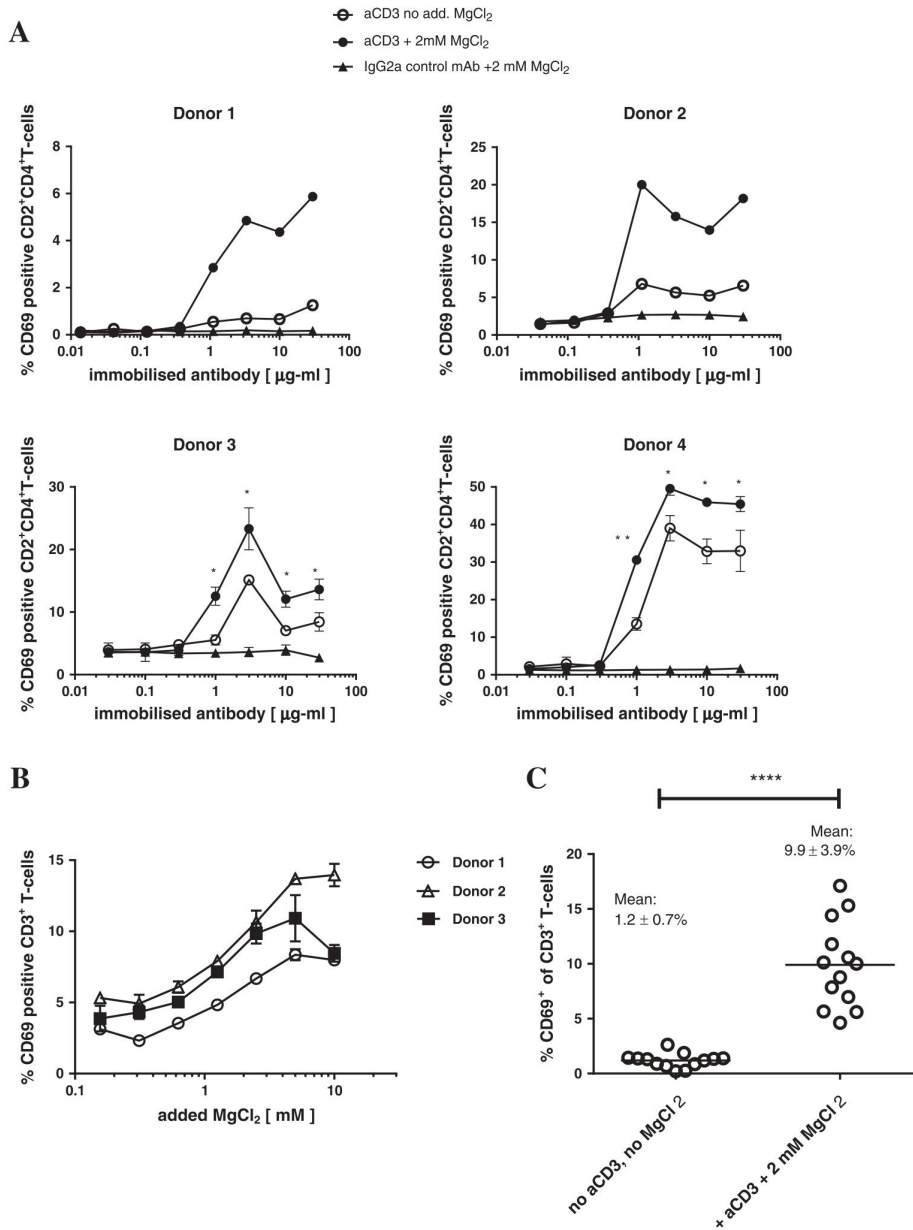 A
aCD3 no add. MgCl2
aCD3 + 2mM MgCl2
IgG2a control mAb +2 mM MgCl2
Donor 1
% CD69 positive CD2+CD4+T-cells
8
6
4
2
0
0.01 0.1 1 10 100
immobilised antibody [ µg-ml ]
Donor 2
% CD69 positive CD2+CD4+T-cells
25
20
15
10
5
0
0.01 0.1 1 10 100
immobilised antibody [ µg-ml ]
Donor 3
% CD69 positive CD2+CD4+T-cells
30
20
10
0
* * * *
0.01 0.1 1 10 100
immobilised antibody [ µg-ml ]
Donor 4
% CD69 positive CD2+CD4+T-cells
50
40
30
20
10
0
** * * *
0.01 0.1 1 10 100
immobilised antibody [ µg-ml ]
B
% CD69 positive CD3+ T-cells
15
10
5
0
0.1 1 10
added MgCl2 [ mM ]
Donor 1
Donor 2
Donor 3
C
****
Mean:
9.9 ± 3.9%
Mean:
1.2 ± 0.7%
% CD69+ of CD3+ T-cells
20
15
10
5
0
no aCD3, no MgCl 2
+ aCD3 + 2 mM MgCl 2